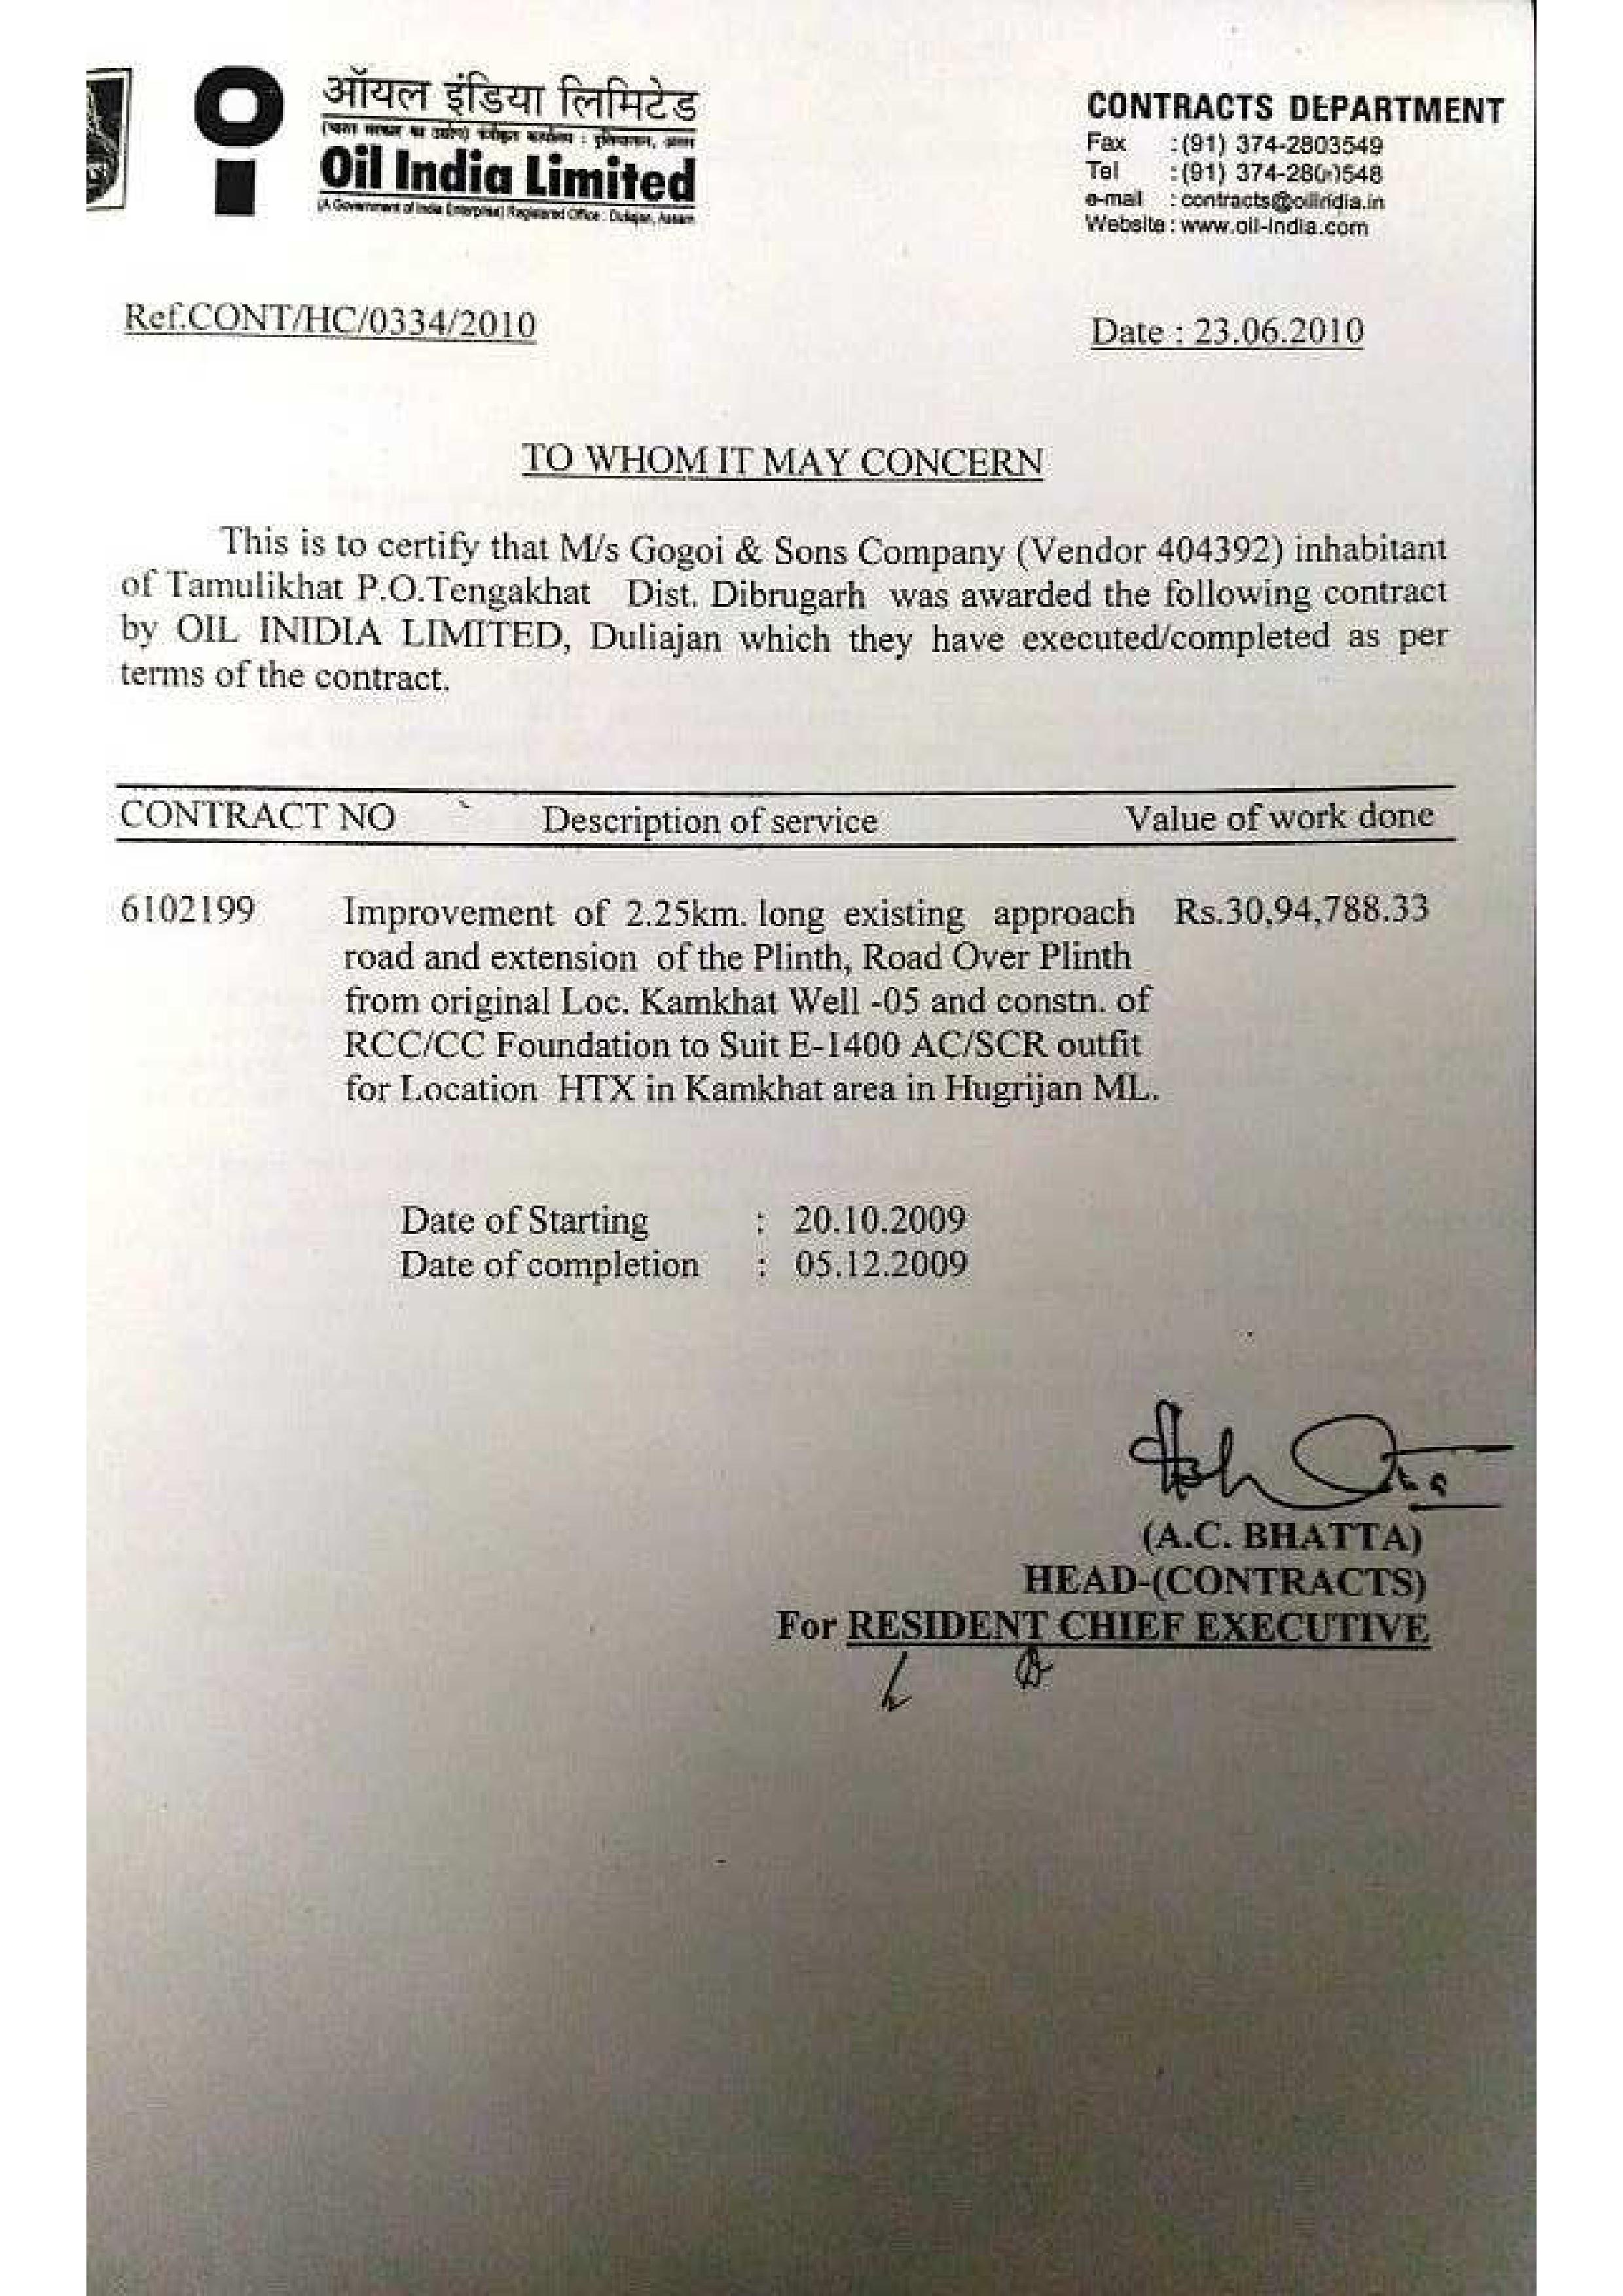 ऑयल इंडिया लिमिटेड
(भारत सरकार का उद्योग) पंजीकृत कार्यालय : दुलियाजान, असम
Oil India Limited
(A Government of India Enterprise) Registered Office : Duliajan, Assam
CONTRACTS DEPARTMENT
Fax :(91) 374-2803549
Tel :(91) 374-2800548
e-mail : contracts@oilindia.in
Website : www.oil-india.com
Ref.CONT/HC/0334/2010
Date : 23.06.2010
TO WHOM IT MAY CONCERN
This is to certify that M/s Gogoi & Sons Company (Vendor 404392) inhabitant
of Tamulikhat P.O.Tengakhat Dist. Dibrugarh was awarded the following contract
by OIL INIDIA LIMITED, Duliajan which they have executed/completed as per
terms of the contract.
CONTRACT NO Description of service Value of work done
6102199 Improvement of 2.25km. long existing approach Rs.30,94,788.33
road and extension of the Plinth, Road Over Plinth
from original Loc. Kamkhat Well -05 and constn. of
RCC/CC Foundation to Suit E-1400 AC/SCR outfit
for Location HTX in Kamkhat area in Hugrijan ML.
Date of Starting : 20.10.2009
Date of completion : 05.12.2009
(A.C. BHATTA)
HEAD-(CONTRACTS)
For RESIDENT CHIEF EXECUTIVE